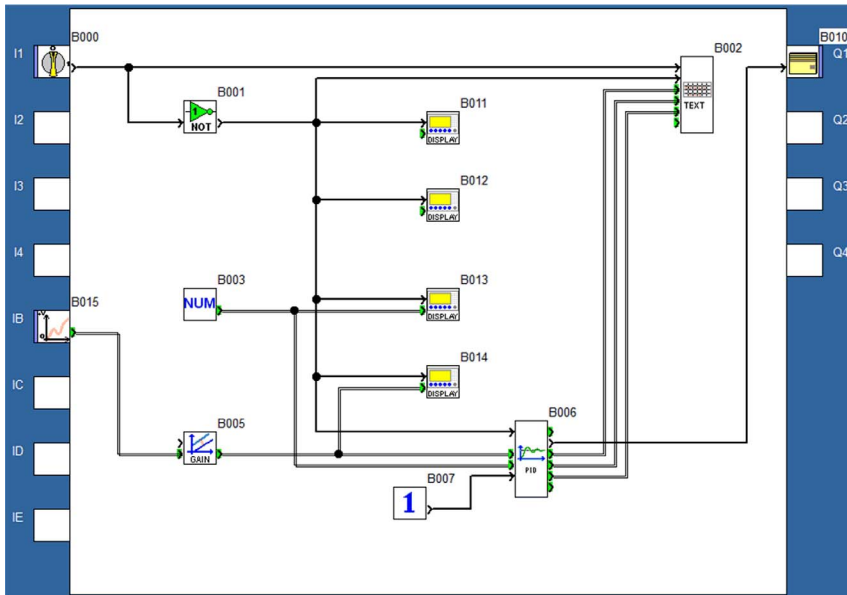 B000
B010
I1
Q1
B002
TEXT
B001
NOT
B011
DISPLAY
I2
Q2
B012
DISPLAY
I3
Q3
I4
Q4
B003
NUM
B013
DISPLAY
IB
B015
+V
0
B014
DISPLAY
IC
B005
GAIN
B006
PID
ID
B007
1
IE